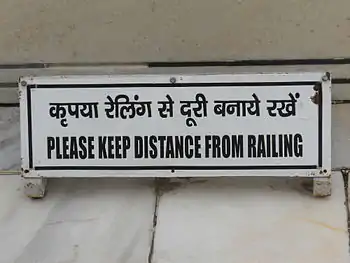 कृपया रेलिंग से दूरी बनाये रखें
PLEASE KEEP DISTANCE FROM RAILING